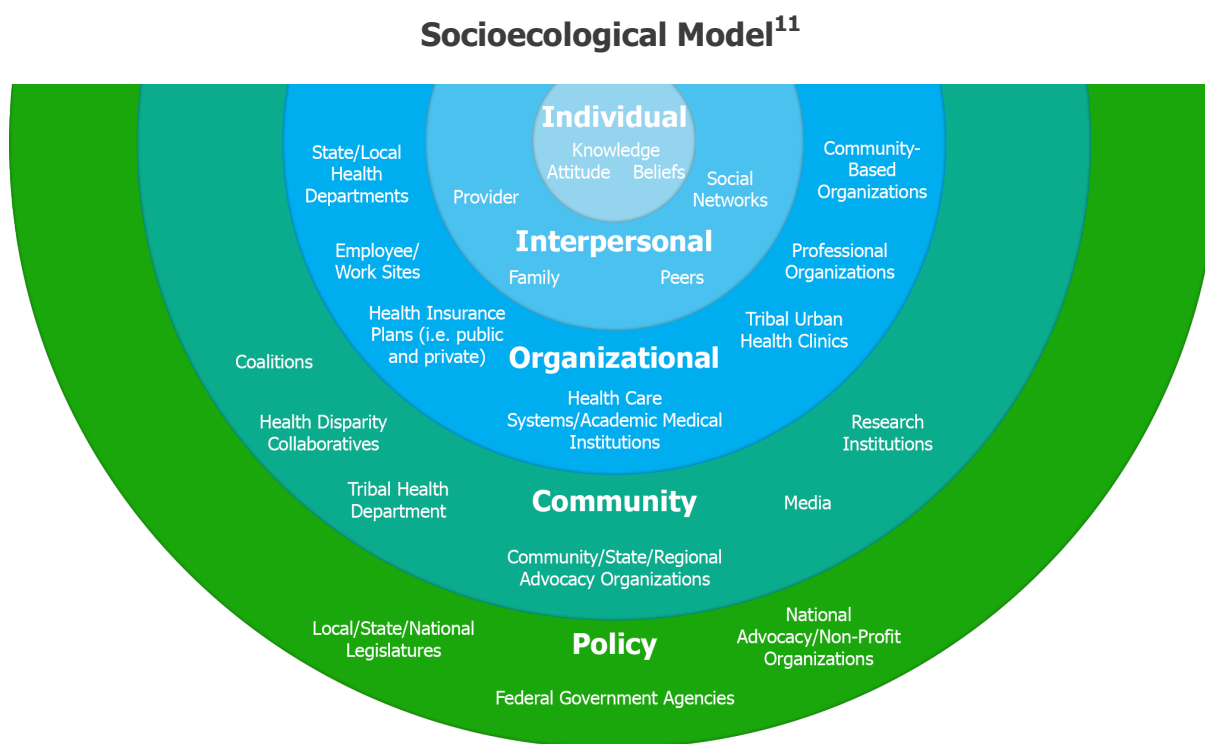 Socioecological Model11
Individual
Knowledge
Attitude Beliefs
Interpersonal
Provider
Social
Networks
Family
Peers
Organizational
State/Local
Health
Departments
Employee/
Work Sites
Health Insurance
Plans (i.e. public
and private)
Health Care
Systems/Academic Medical
Institutions
Community-
Based
Organizations
Professional
Organizations
Tribal Urban
Health Clinics
Community
Coalitions
Health Disparity
Collaboratives
Tribal Health
Department
Community/State/Regional
Advocacy Organizations
Research
Institutions
Media
Policy
Local/State/National
Legislatures
Federal Government Agencies
National
Advocacy/Non-Profit
Organizations